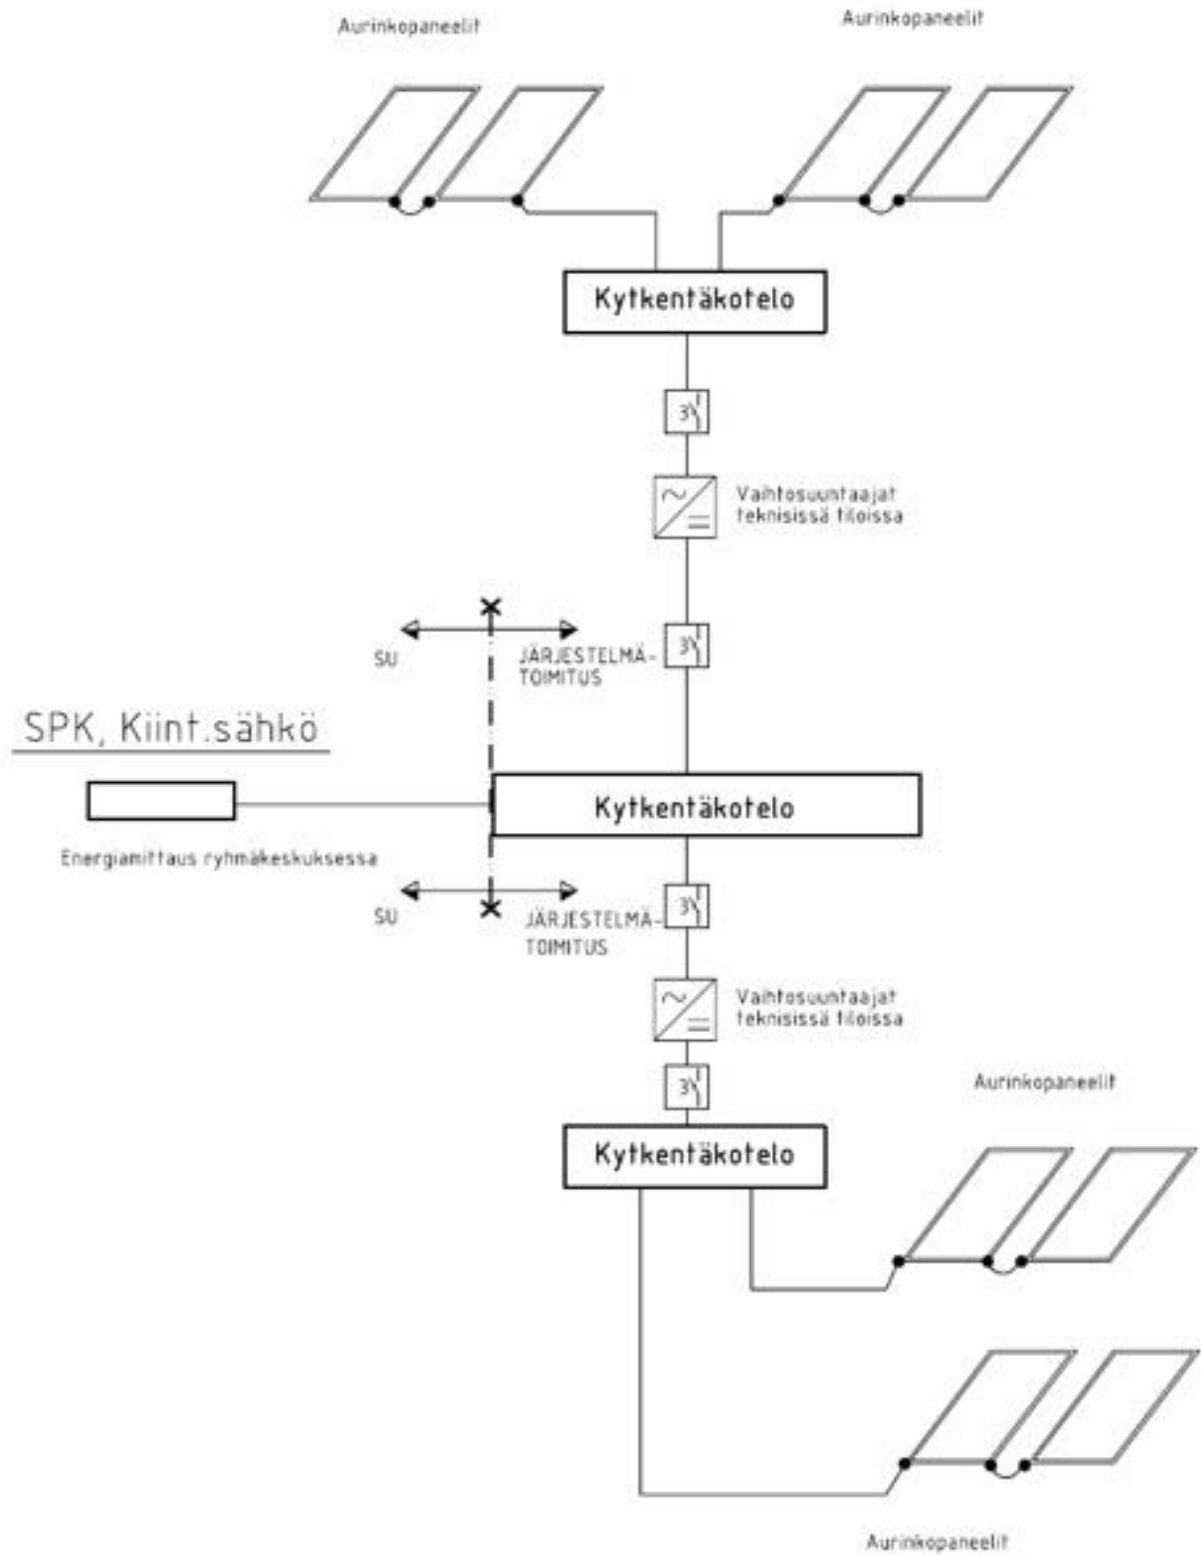 Aurinkopaneelit
Aurinkopaneelit
Kytkentäkotelo
3
Vaihtosuuntaajat
teknisissä tiloissa
SU
JÄRJESTELMÄ-
TOIMITUS
3
SPK, Kiint.sähkö
Kytkentäkotelo
Energiamittaus ryhmäkeskuksessa
SU
JÄRJESTELMÄ-
TOIMITUS
3
Vaihtosuuntaajat
teknisissä tiloissa
3
Aurinkopaneelit
Kytkentäkotelo
Aurinkopaneelit